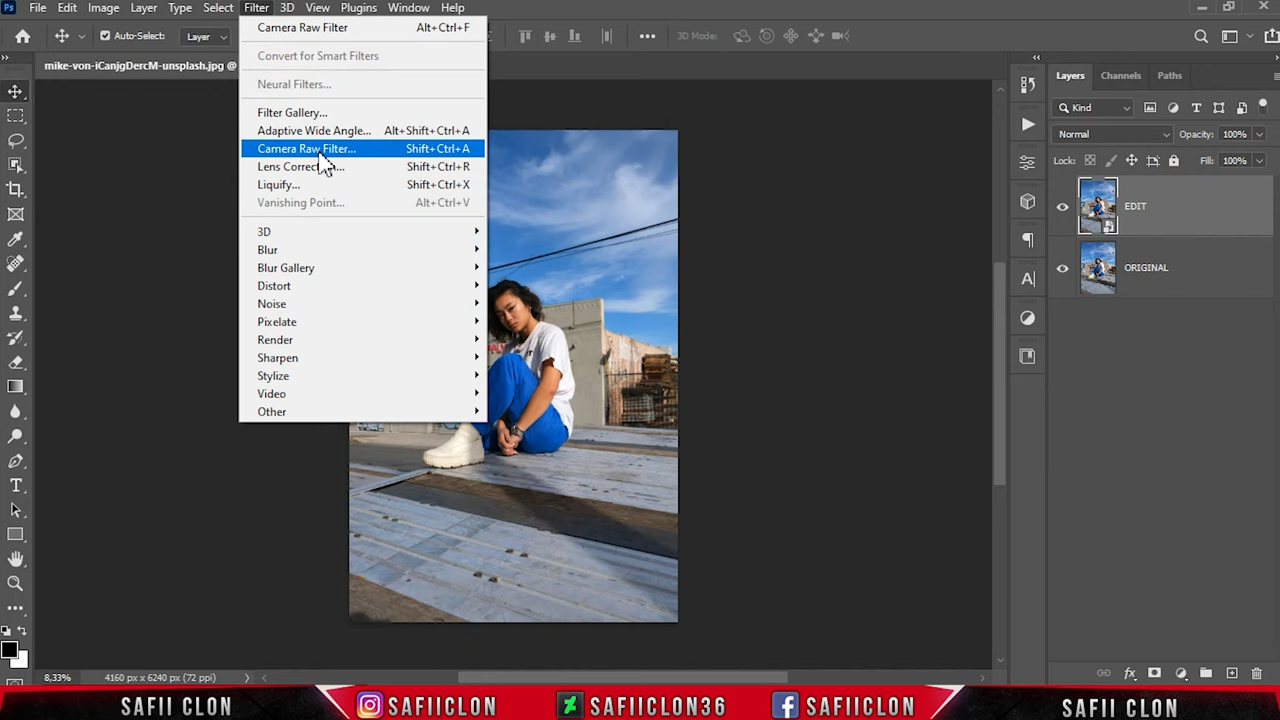 Ps File Edit Image Layer Type Select Filter 3D View Plugins Window Help
Auto-Select: Layer 3D Mode:
mike-von-iCanjgDercM-unsplash.jpg @
Camera Raw Filter Alt+Ctrl+F
Convert for Smart Filters
Neural Filters...
Filter Gallery...
Adaptive Wide Angle... Alt+Shift+Ctrl+A
Camera Raw Filter... Shift+Ctrl+A
Lens Correction... Shift+Ctrl+R
Liquify... Shift+Ctrl+X
Vanishing Point... Alt+Ctrl+V
3D
Blur
Blur Gallery
Distort
Noise
Pixelate
Render
Sharpen
Stylize
Video
Other
Layers Channels Paths
Kind
Normal Opacity: 100%
Lock: Fill: 100%
EDIT
ORIGINAL
8,33% 4160 px x 6240 px (72 ppi)
SAFII CLON SAFIICLON SAFIICLON36 SAFIICLON SAFII CLON